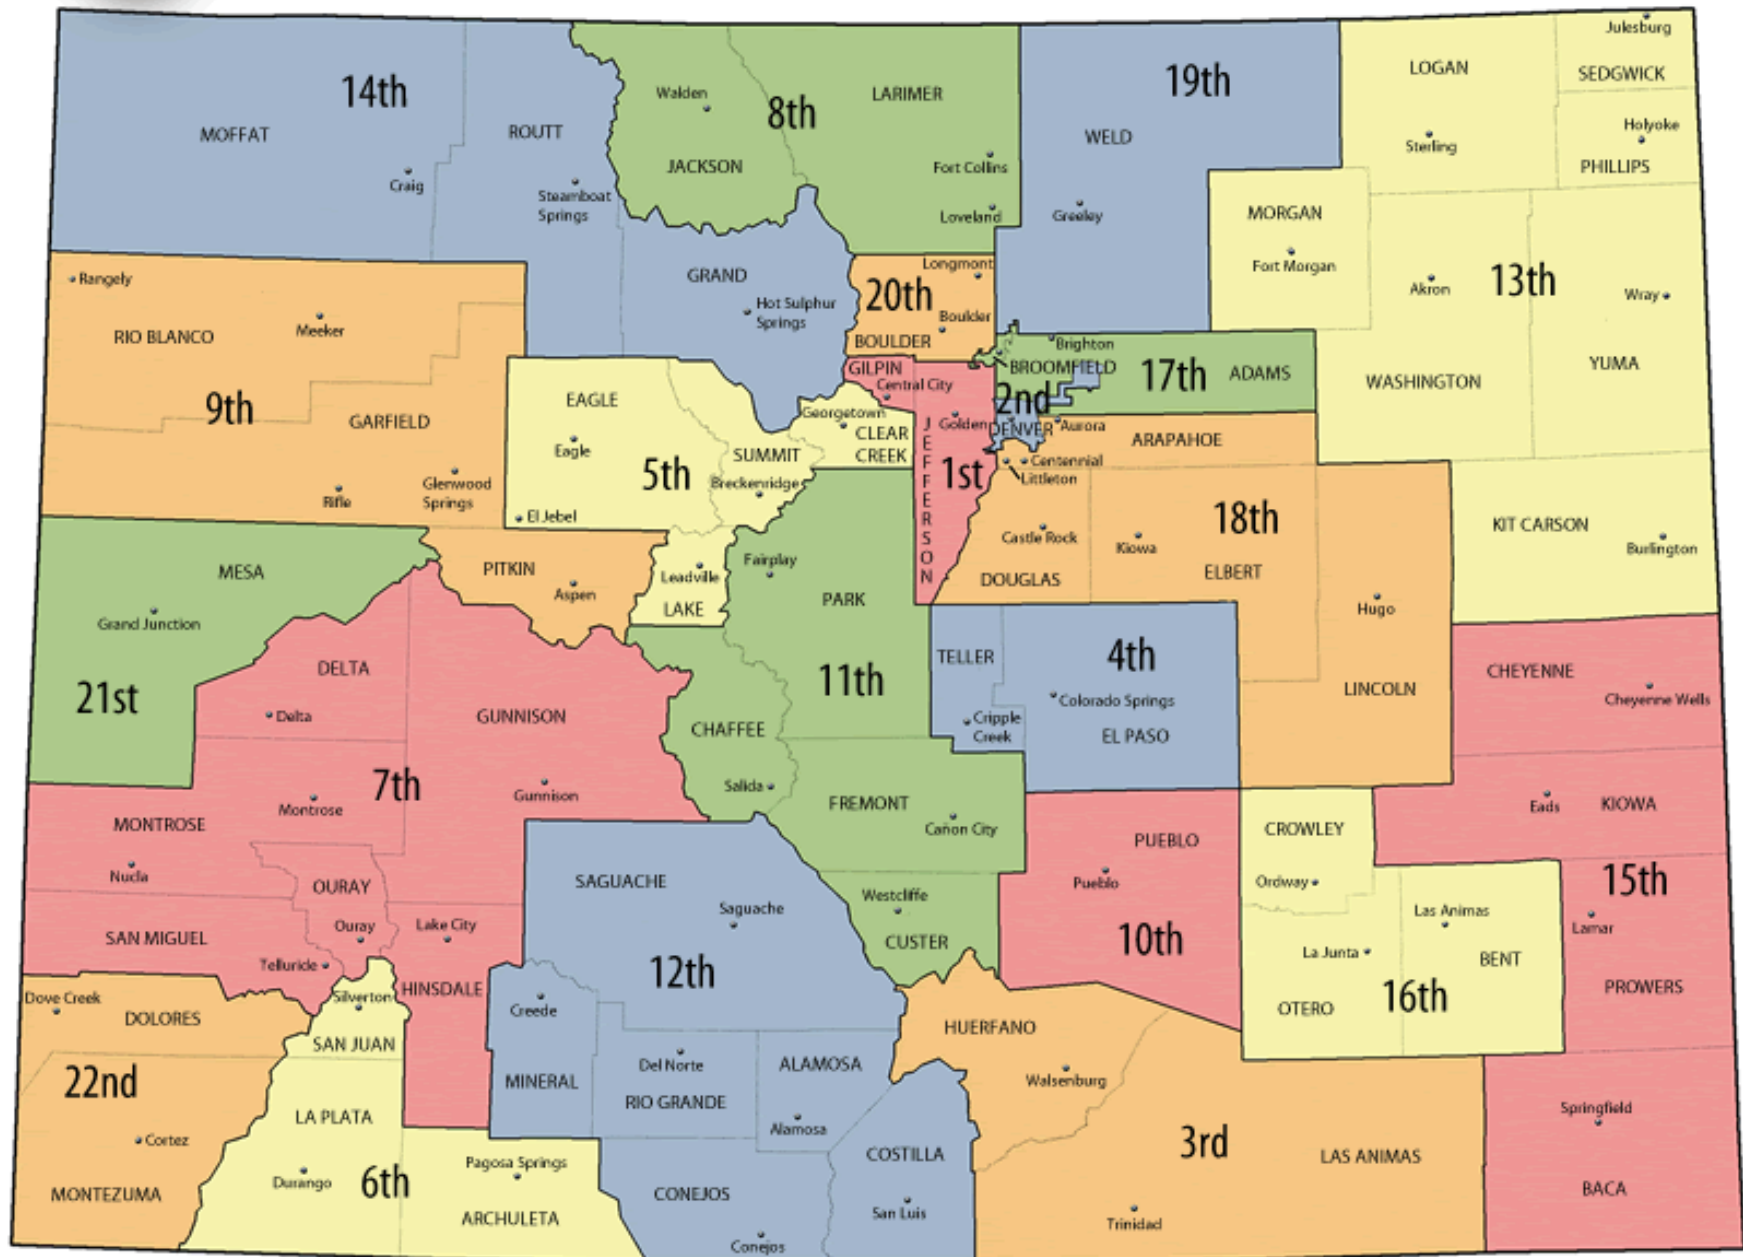 Julesburg
SEDGWICK
LOGAN
Sterling
Holyoke
PHILLIPS
14th
MOFFAT
Craig
ROUTT
Steamboat
Springs
Walden
JACKSON
8th
LARIMER
Fort Collins
Loveland
19th
WELD
Greeley
MORGAN
Fort Morgan
Akron
13th
Wray
WASHINGTON
YUMA
Rangely
RIO BLANCO
Meeker
9th
GARFIELD
Rifle
Glenwood
Springs
GRAND
Hot Sulphur
Springs
Longmont
20th
Boulder
BOULDER
GILPIN
Central City
Brighton
BROOMFIELD
17th
ADAMS
2nd
DENVER
Aurora
EAGLE
Eagle
5th
El Jebel
SUMMIT
Breckenridge
Georgetown
CLEAR
CREEK
Golden
JEFFERSON
1st
ARAPAHOE
Centennial
Littleton
18th
Castle Rock
DOUGLAS
Kiowa
ELBERT
Hugo
LINCOLN
KIT CARSON
Burlington
MESA
Grand Junction
21st
PITKIN
Aspen
Leadville
LAKE
Fairplay
PARK
11th
TELLER
Cripple
Creek
4th
Colorado Springs
EL PASO
CHEYENNE
Cheyenne Wells
DELTA
Delta
GUNNISON
Gunnison
7th
MONTROSE
Montrose
Nucla
CHAFFEE
Salida
FREMONT
Cañon City
PUEBLO
Pueblo
10th
CROWLEY
Ordway
Eads
KIOWA
15th
OURAY
Ouray
SAN MIGUEL
Telluride
Lake City
HINSDALE
SAGUACHE
Saguache
12th
Westcliffe
CUSTER
Las Animas
La Junta
BENT
OTERO
16th
Lamar
PROWERS
Dove Creek
DOLORES
22nd
Cortez
MONTEZUMA
Silverton
SAN JUAN
LA PLATA
Durango
6th
Pagosa Springs
ARCHULETA
Creede
MINERAL
Del Norte
RIO GRANDE
ALAMOSA
Alamosa
CONEJOS
Conejos
COSTILLA
San Luis
HUERFANO
Walsenburg
3rd
LAS ANIMAS
Trinidad
Springfield
BACA